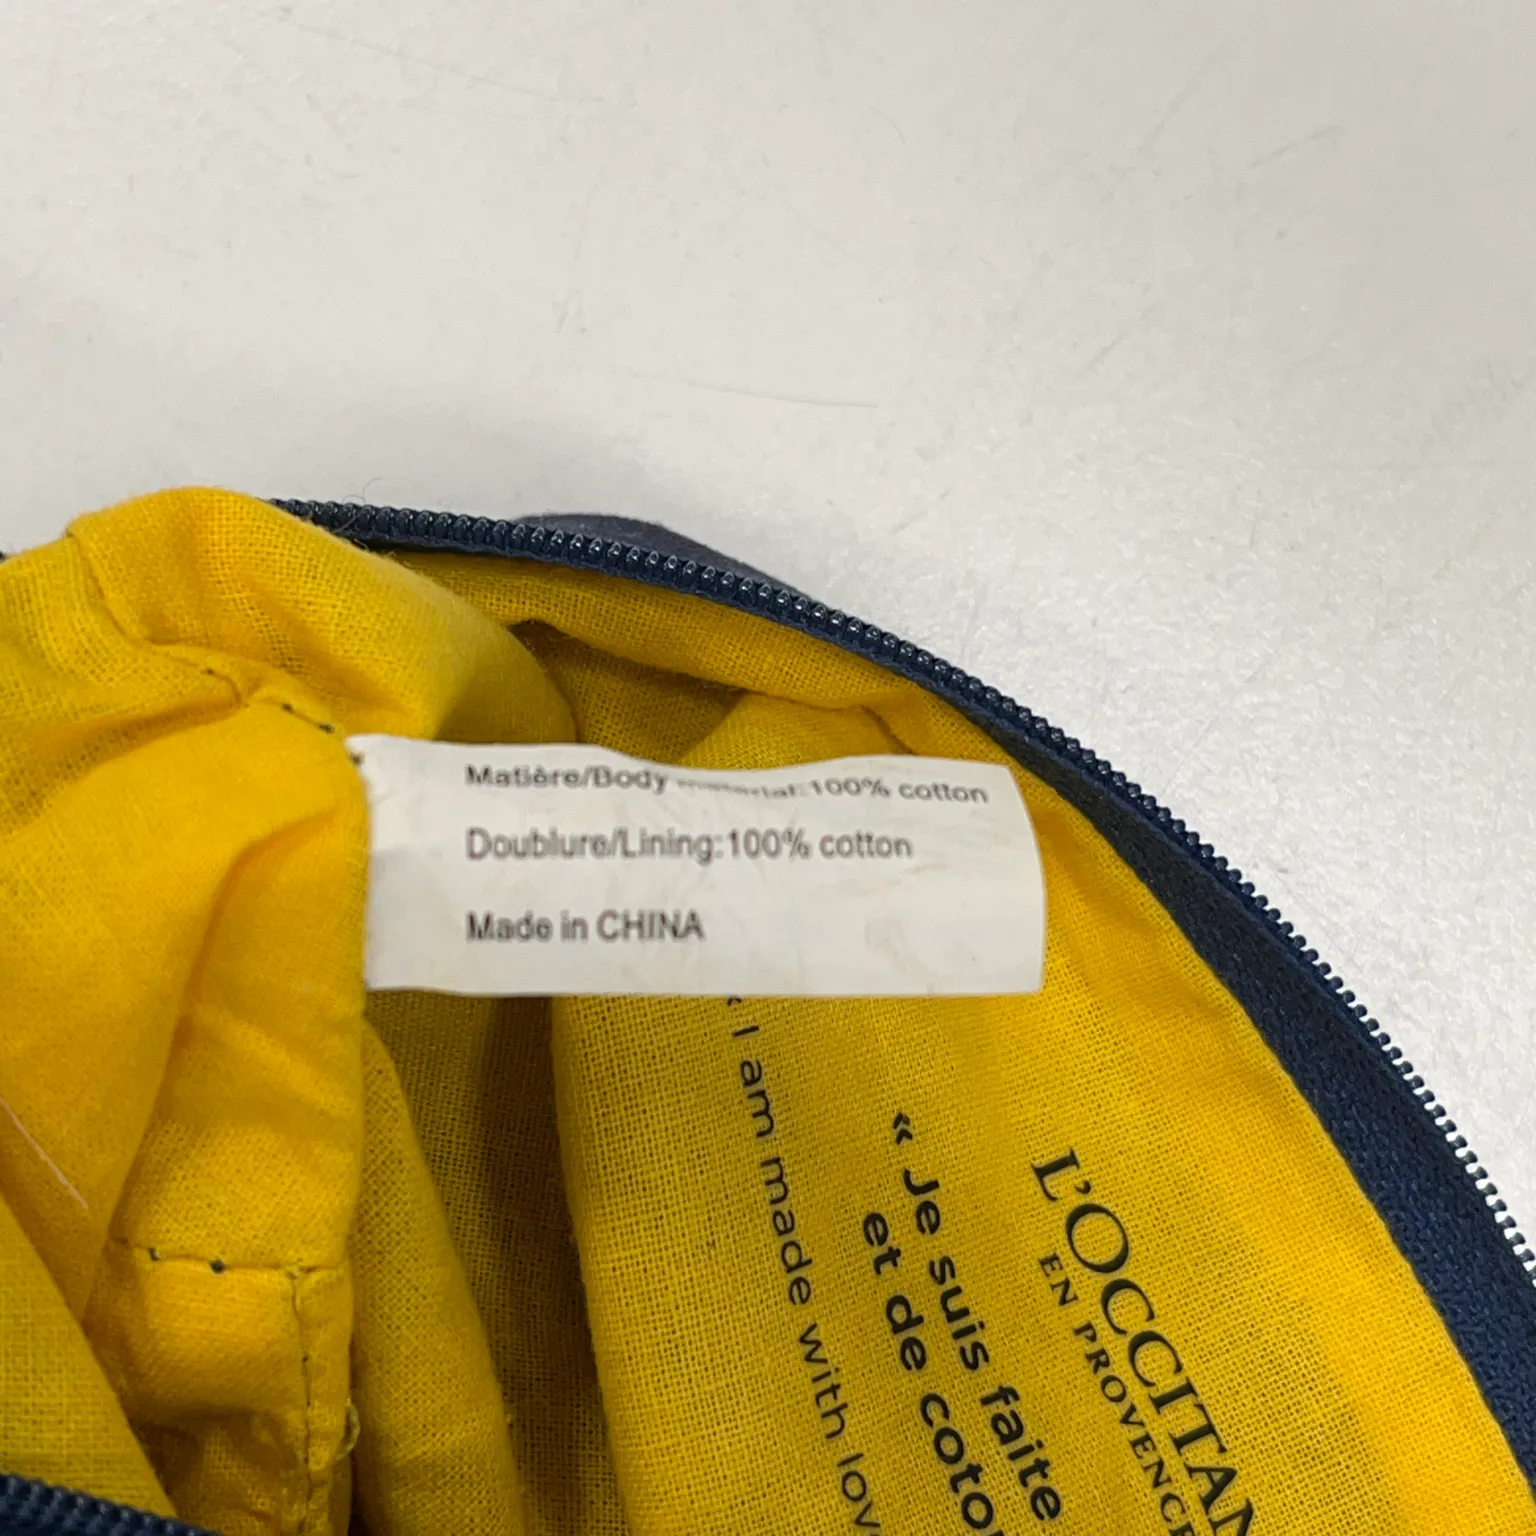 Matière/Body material:100% cotton
Doublure/Lining:100% cotton
Made in CHINA
L'OCCITAN
EN PROVENC
« Je suis faite
et de coto
I am made with lov